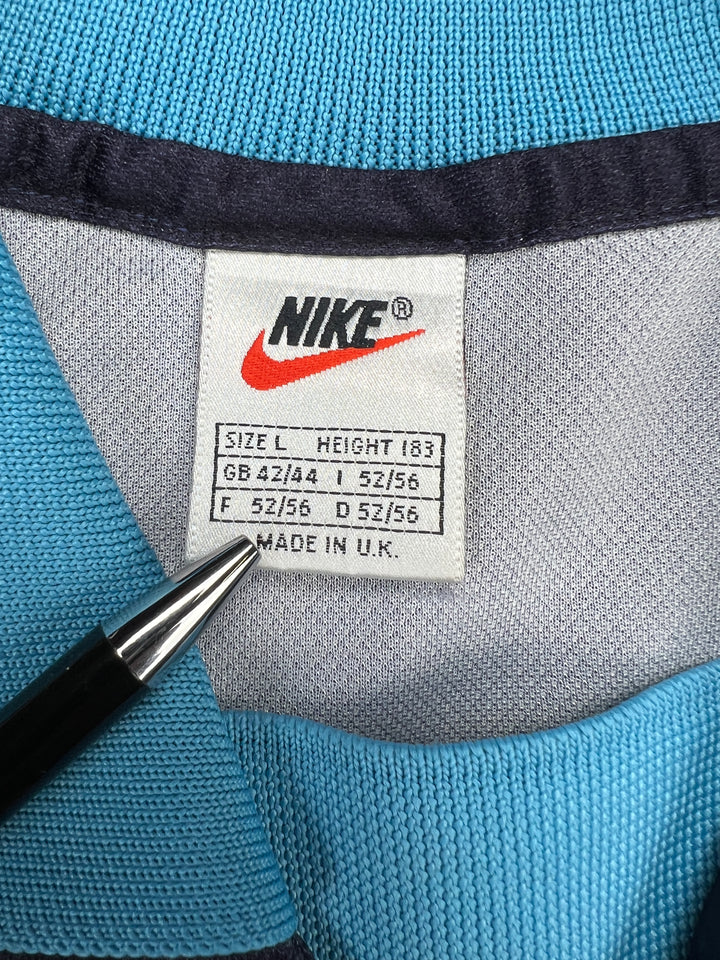 NIKE®
SIZE L HEIGHT 183
GB 42/44 I 52/56
F 52/56 D 52/56
MADE IN U.K.